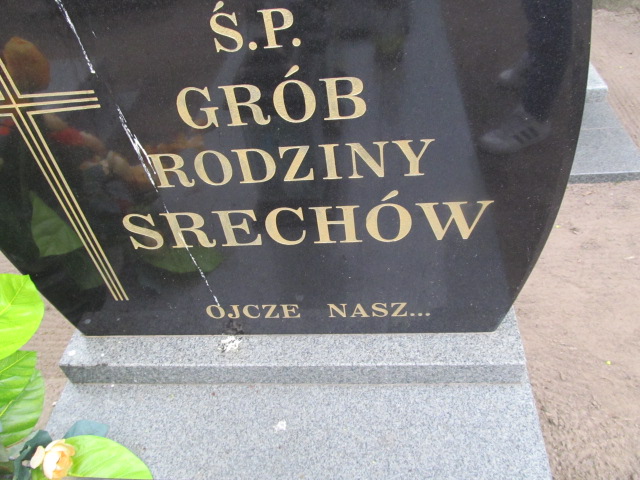 Ś.P.
GRÓB
RODZINY
SRECHÓW
OJCZE NASZ...